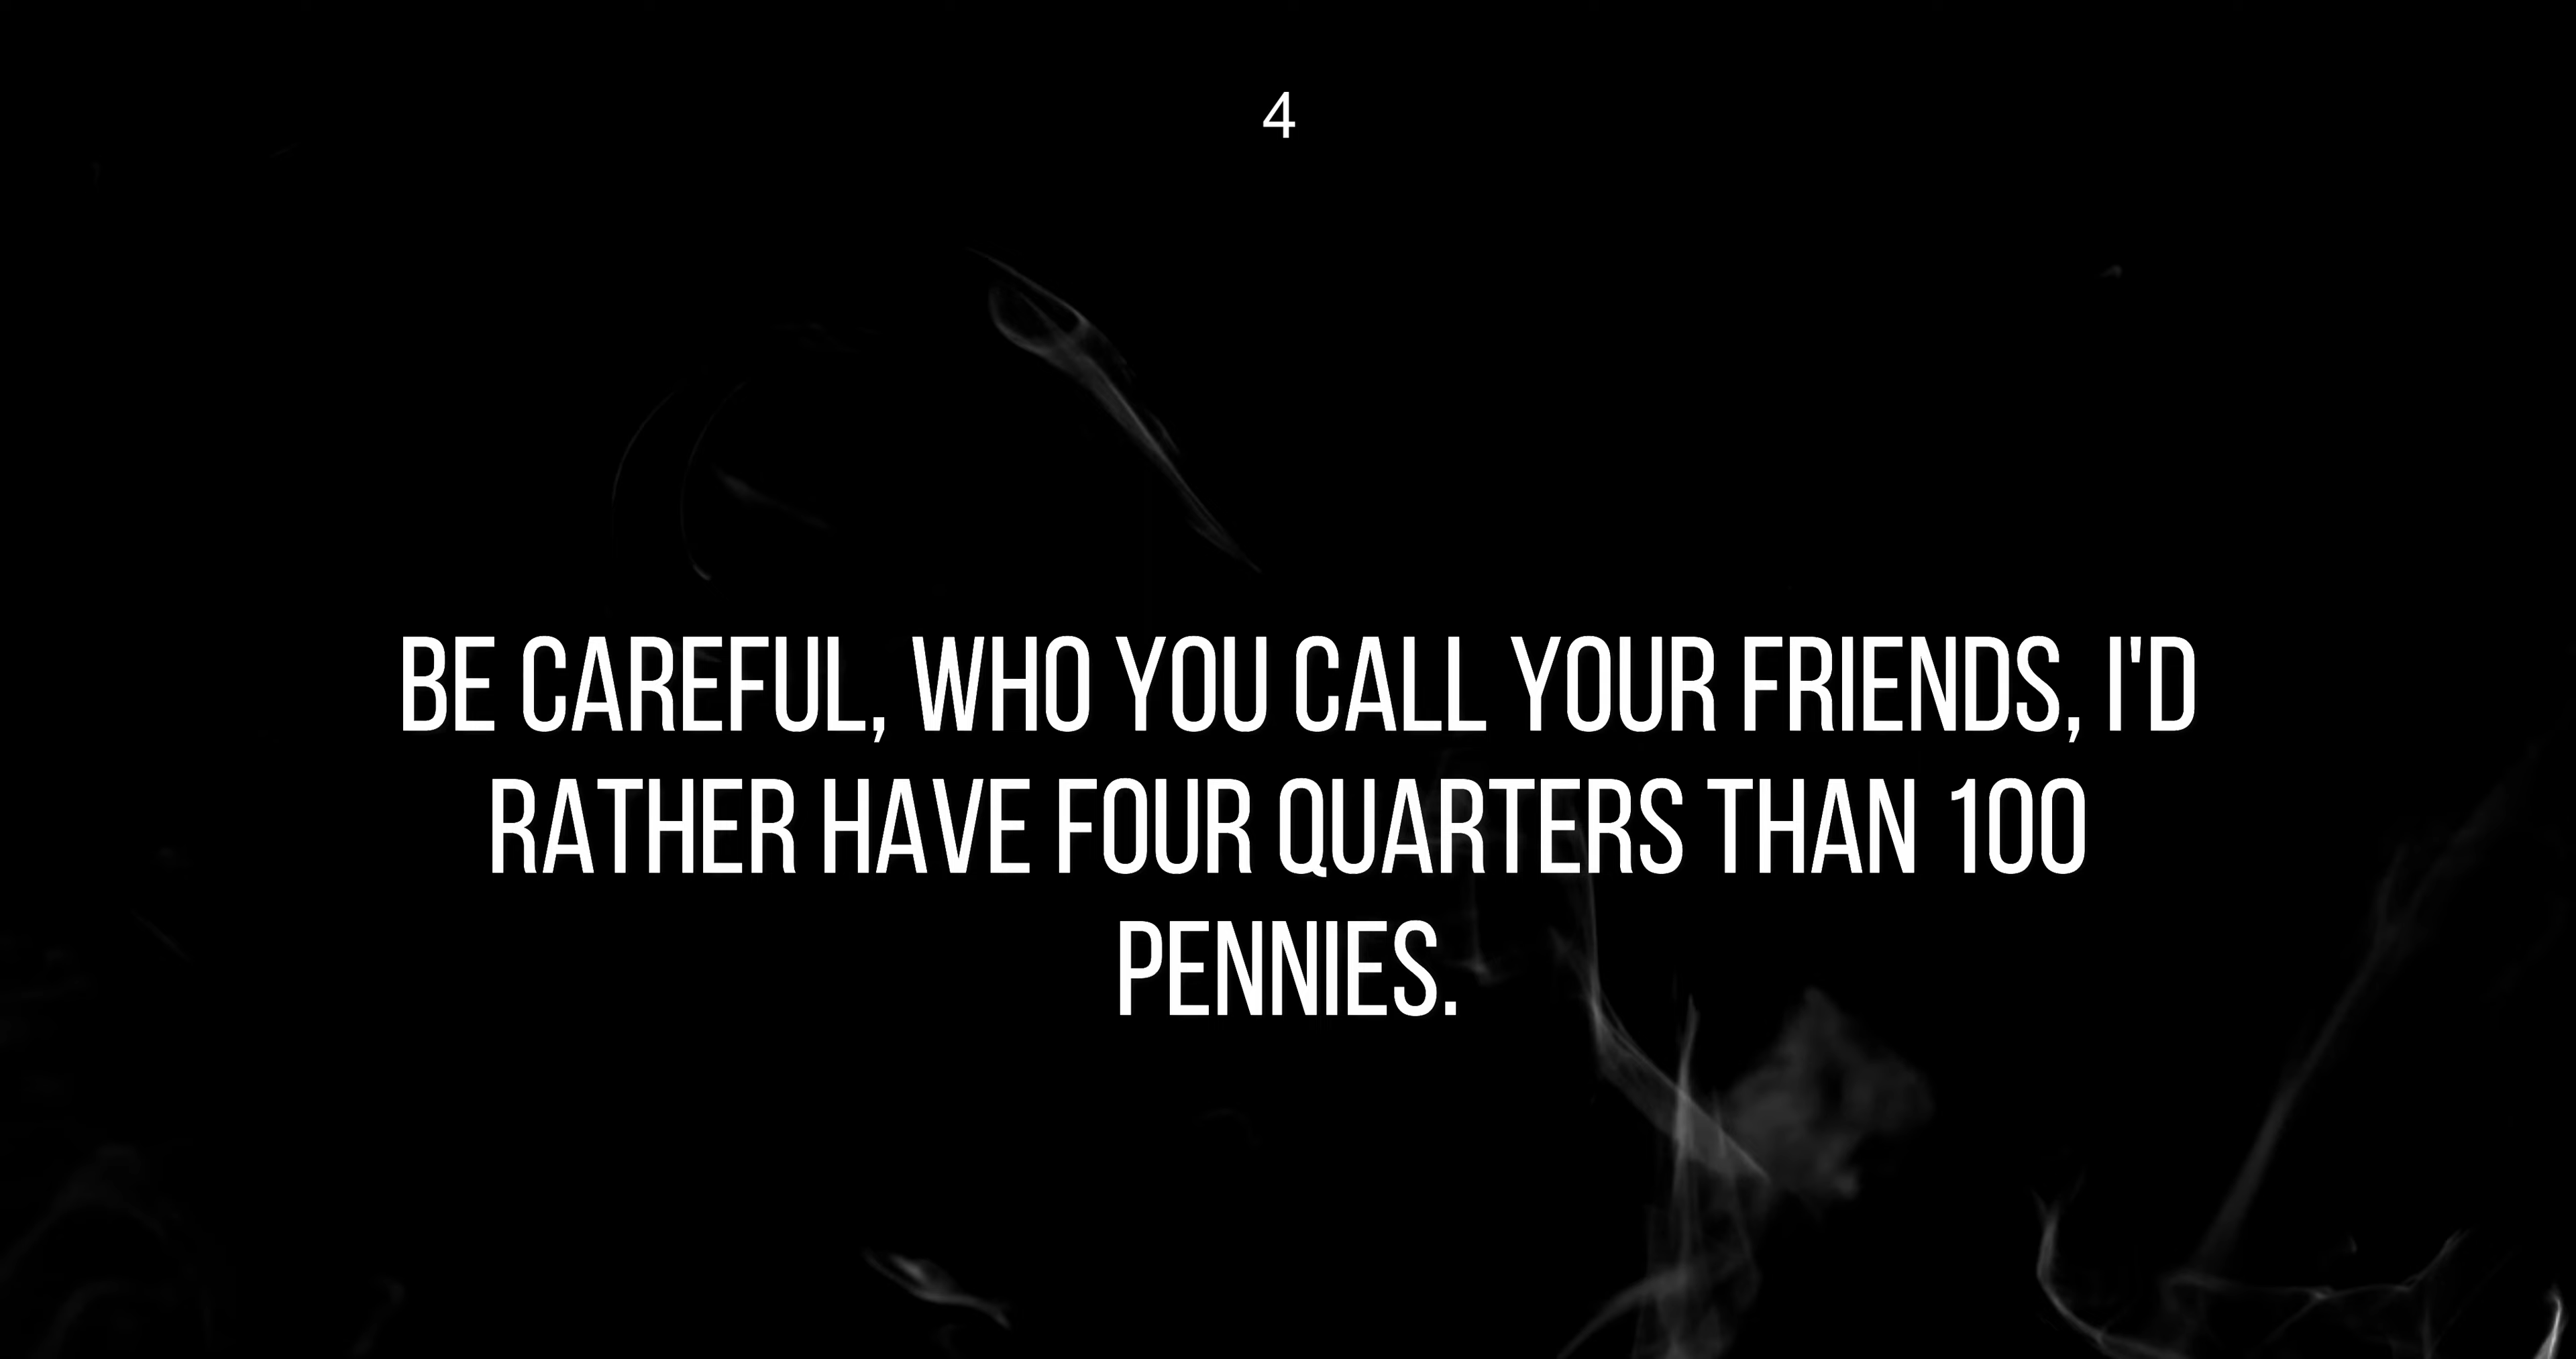 4
BE CAREFUL, WHO YOU CALL YOUR FRIENDS, I'D
RATHER HAVE FOUR QUARTERS THAN 100
PENNIES.